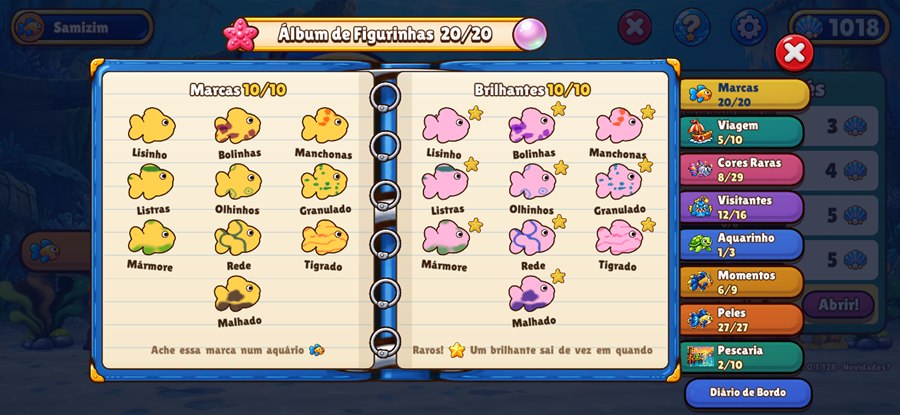 Samizim
Álbum de Figurinhas 20/20
1018
Marcas 10/10
Lisinho
Bolinhas
Manchonas
Listras
Olhinhos
Granulado
Mármore
Rede
Tigrado
Malhado
Ache essa marca num aquário
Brilhantes 10/10
Lisinho
Bolinhas
Manchonas
Listras
Olhinhos
Granulado
Mármore
Rede
Tigrado
Malhado
Raros! Um brilhante sai de vez em quando
Marcas
20/20
Viagem
5/10
Cores Raras
8/29
Visitantes
12/16
Aquarinho
1/3
Momentos
6/9
Peles
27/27
Pescaria
2/10
Diário de Bordo
3
4
5
5
Abrir!
0.1.128 · Novidades?